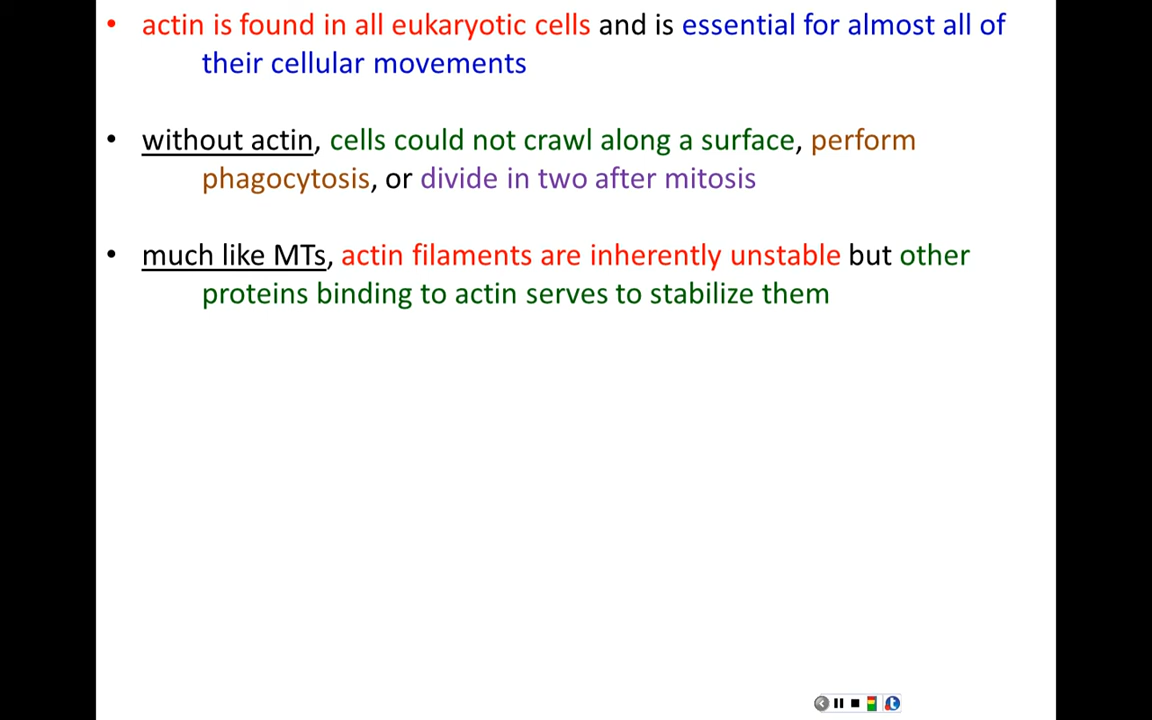 • actin is found in all eukaryotic cells and is essential for almost all of
their cellular movements
• without actin, cells could not crawl along a surface, perform
phagocytosis, or divide in two after mitosis
• much like MTs, actin filaments are inherently unstable but other
proteins binding to actin serves to stabilize them